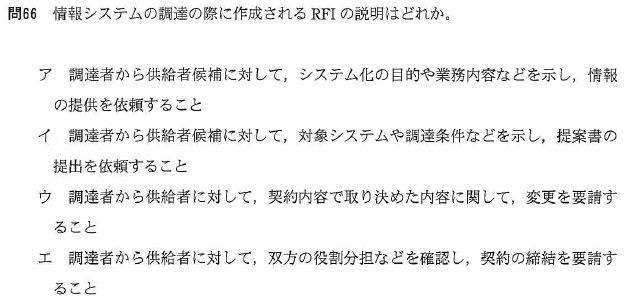 問66 情報システムの調達の際に作成される RFI の説明はどれか。
ア 調達者から供給者候補に対して，システム化の目的や業務内容などを示し，情報
の提供を依頼すること
イ 調達者から供給者候補に対して，対象システムや調達条件などを示し，提案書の
提出を依頼すること
ウ 調達者から供給者に対して，契約内容で取り決めた内容に関して，変更を要請す
ること
エ 調達者から供給者に対して，双方の役割分担などを確認し，契約の締結を要請す
ること